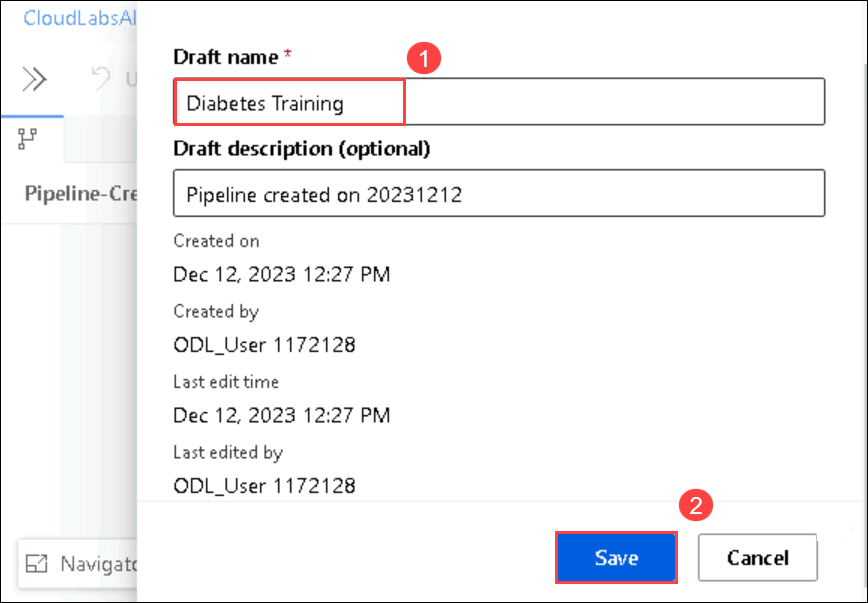 CloudLabsAI
Draft name *
1
U
Diabetes Training
Draft description (optional)
Pipeline-Cre
Pipeline created on 20231212
Created on
Dec 12, 2023 12:27 PM
Created by
ODL_User 1172128
Last edit time
Dec 12, 2023 12:27 PM
Last edited by
ODL_User 1172128
2
Navigato
Save
Cancel